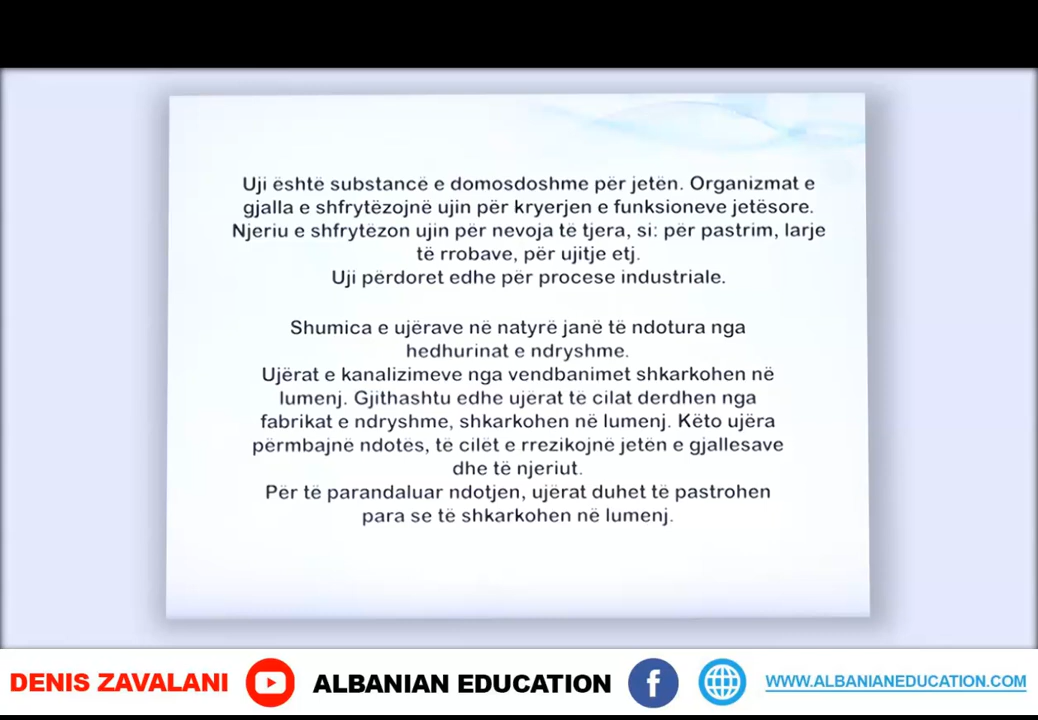 Uji është substancë e domosdoshme për jetën. Organizmat e
gjalla e shfrytëzojnë ujin për kryerjen e funksioneve jetësore.
Njeriu e shfrytëzon ujin për nevoja të tjera, si: për pastrim, larje
të rrobave, për ujitje etj.
Uji përdoret edhe për procese industriale.
Shumica e ujërave në natyrë janë të ndotura nga
hedhurinat e ndryshme.
Ujërat e kanalizimeve nga vendbanimet shkarkohen në
lumenj. Gjithashtu edhe ujërat të cilat derdhen nga
fabrikat e ndryshme, shkarkohen në lumenj. Këto ujëra
përmbajnë ndotës, të cilët e rrezikojnë jetën e gjallesave
dhe të njeriut.
Për të parandaluar ndotjen, ujërat duhet të pastrohen
para se të shkarkohen në lumenj.
DENIS ZAVALANI ALBANIAN EDUCATION f WWW.ALBANIANEDUCATION.COM